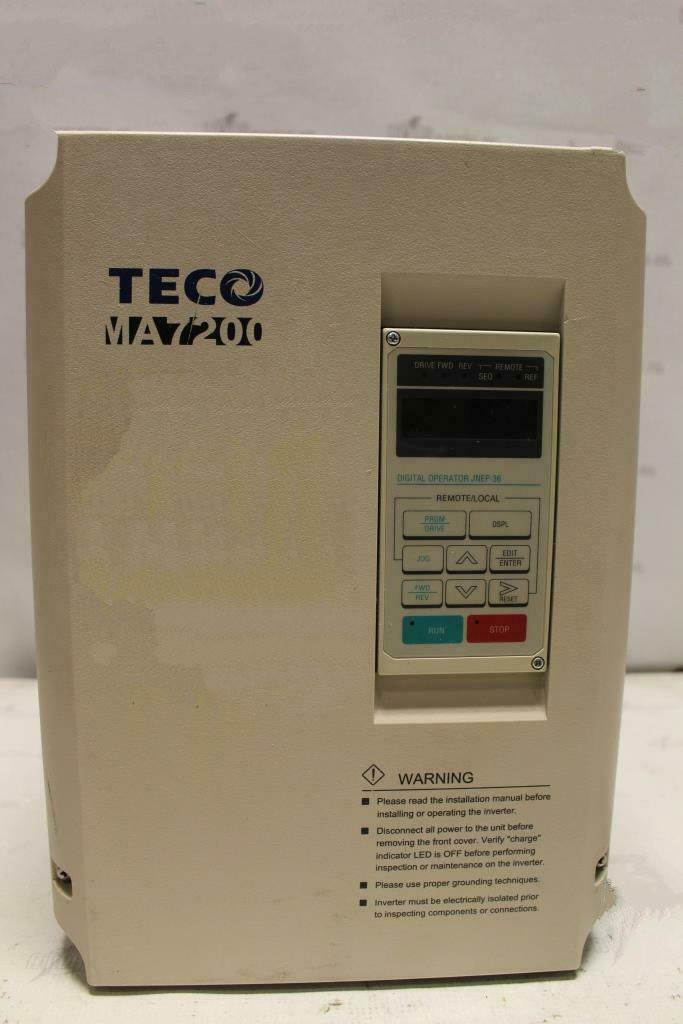 TECO
MA7200
DRIVE FWD REV REMOTE
SEQ REF
DIGITAL OPERATOR JNEP-36
REMOTE/LOCAL
PRGM
DRIVE
DSPL
JOG
EDIT
ENTER
FWD
REV
RESET
RUN
STOP
WARNING
Please read the installation manual before
installing or operating the inverter.
Disconnect all power to the unit before
removing the front cover. Verify "charge"
indicator LED is OFF before performing
inspection or maintenance on the inverter.
Please use proper grounding techniques.
Inverter must be electrically isolated prior
to inspecting components or connections.